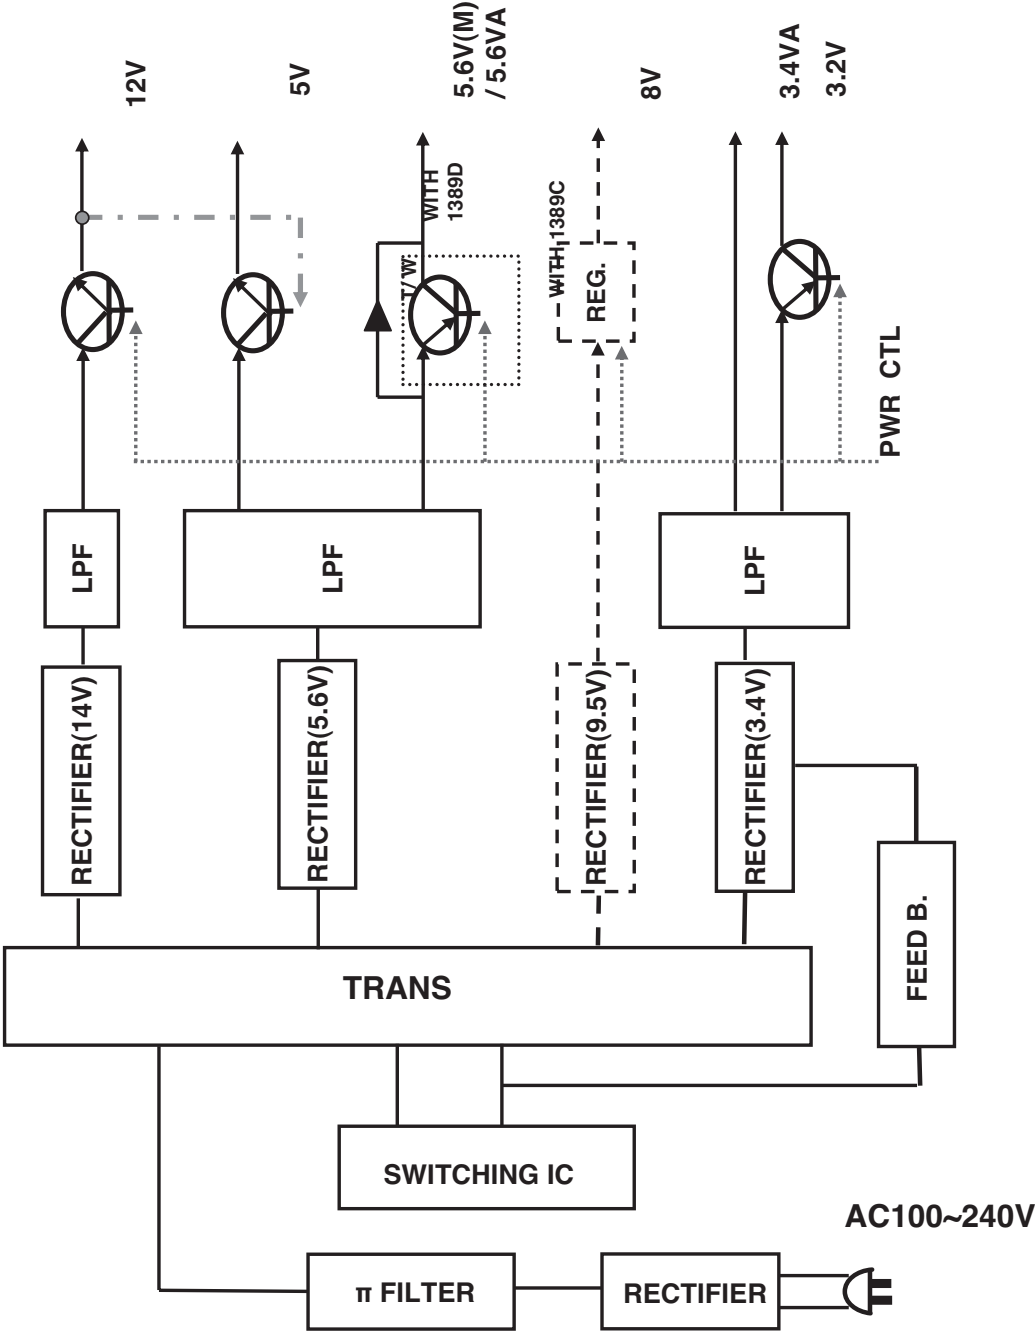 12V
5V
5.6V(M)
/ 5.6VA
8V
3.4VA
3.2V
WITH
1389D
T/W
WITH 1389C
REG.
PWR CTL
LPF
LPF
LPF
RECTIFIER(14V)
RECTIFIER(5.6V)
RECTIFIER(9.5V)
RECTIFIER(3.4V)
FEED B.
TRANS
SWITCHING IC
AC100~240V
π FILTER
RECTIFIER